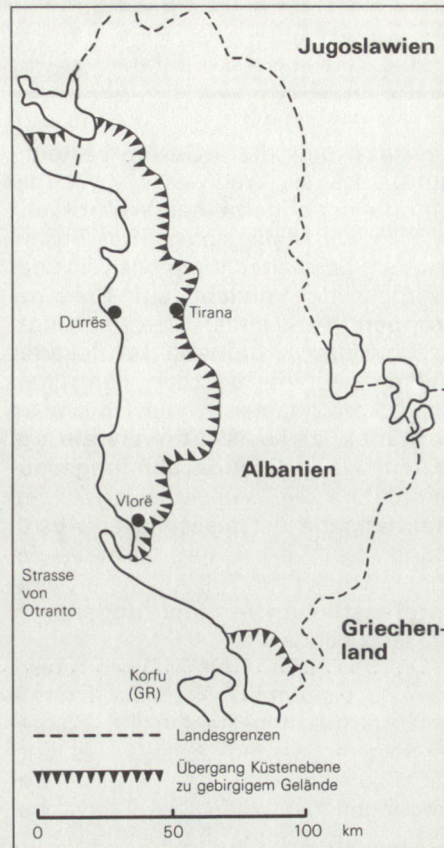 Jugoslawien
Durrës
Tirana
Albanien
Vlorë
Strasse
von
Otranto
Griechen-
land
Korfu
(GR)
Landesgrenzen
Übergang Küstenebene
zu gebirgigem Gelände
0 50 100 km